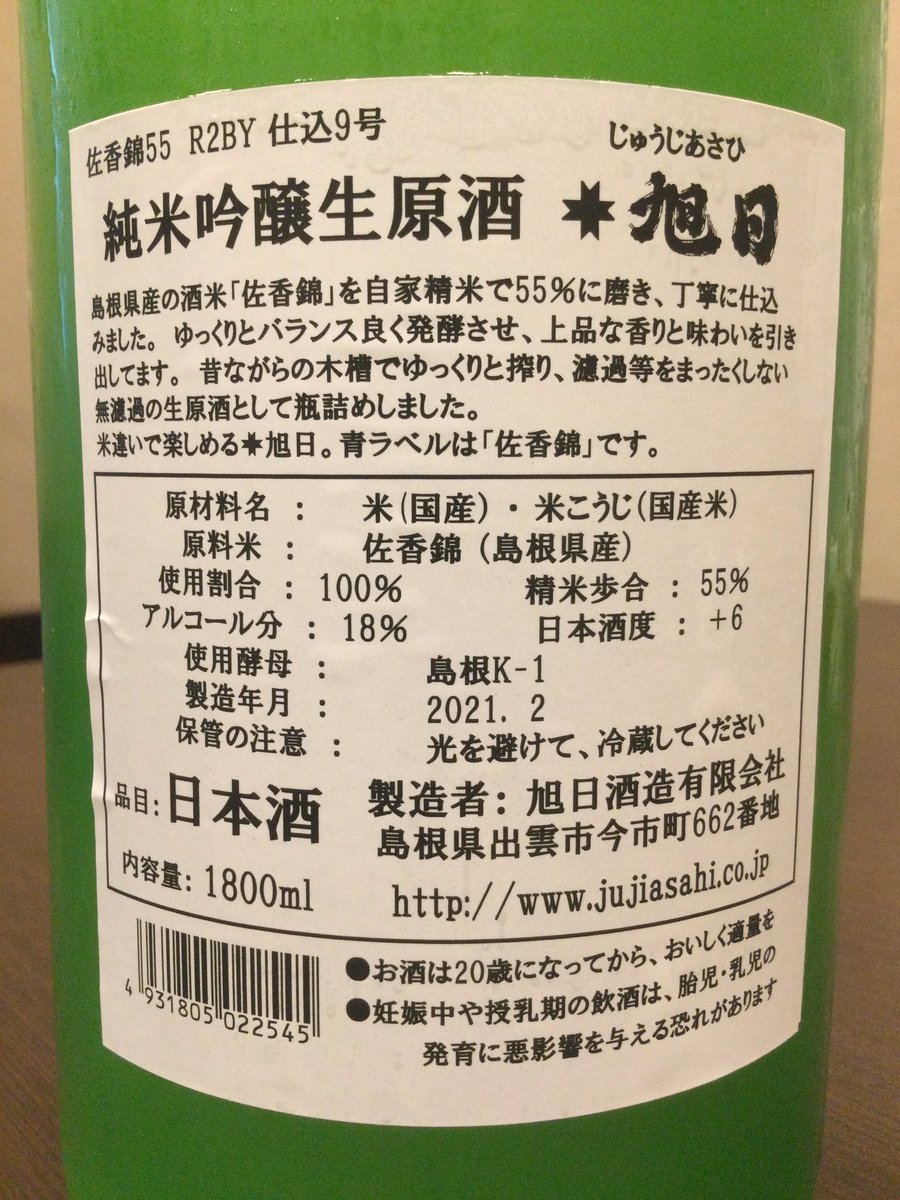 佐香錦55 R2BY 仕込9号
じゅうじあさひ
純米吟醸生原酒 ✴旭日
島根県産の酒米「佐香錦」を自家精米で55%に磨き、丁寧に仕込
みました。ゆっくりとバランス良く発酵させ、上品な香りと味わいを引き
出してます。昔ながらの木槽でゆっくりと搾り、濾過等をまったくしない
無濾過の生原酒として瓶詰めしました。
米違いで楽しめる✴旭日。青ラベルは「佐香錦」です。
原材料名 : 米(国産)・米こうじ(国産米)
原料米 : 佐香錦(島根県産)
使用割合 : 100% 精米歩合 : 55%
アルコール分 : 18% 日本酒度 : +6
使用酵母 : 島根K-1
製造年月 : 2021. 2
保管の注意 : 光を避けて、冷蔵してください
品目: 日本酒 製造者: 旭日酒造有限会社
島根県出雲市今市町662番地
内容量: 1800ml http://www.jujiasahi.co.jp
●お酒は20歳になってから、おいしく適量を
●妊娠中や授乳期の飲酒は、胎児・乳児の
発育に悪影響を与える恐れがあります
4 931805 022545